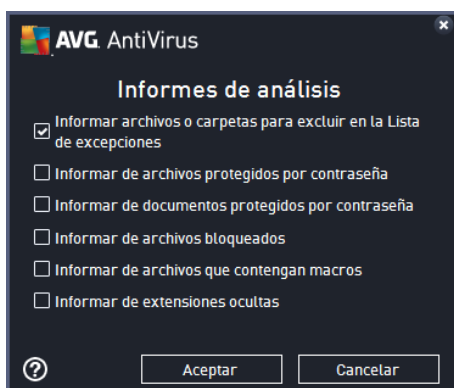 AVG AntiVirus
Informes de análisis
Informar archivos o carpetas para excluir en la Lista
de excepciones
Informar de archivos protegidos por contraseña
Informar de documentos protegidos por contraseña
Informar de archivos bloqueados
Informar de archivos que contengan macros
Informar de extensiones ocultas
? Aceptar Cancelar